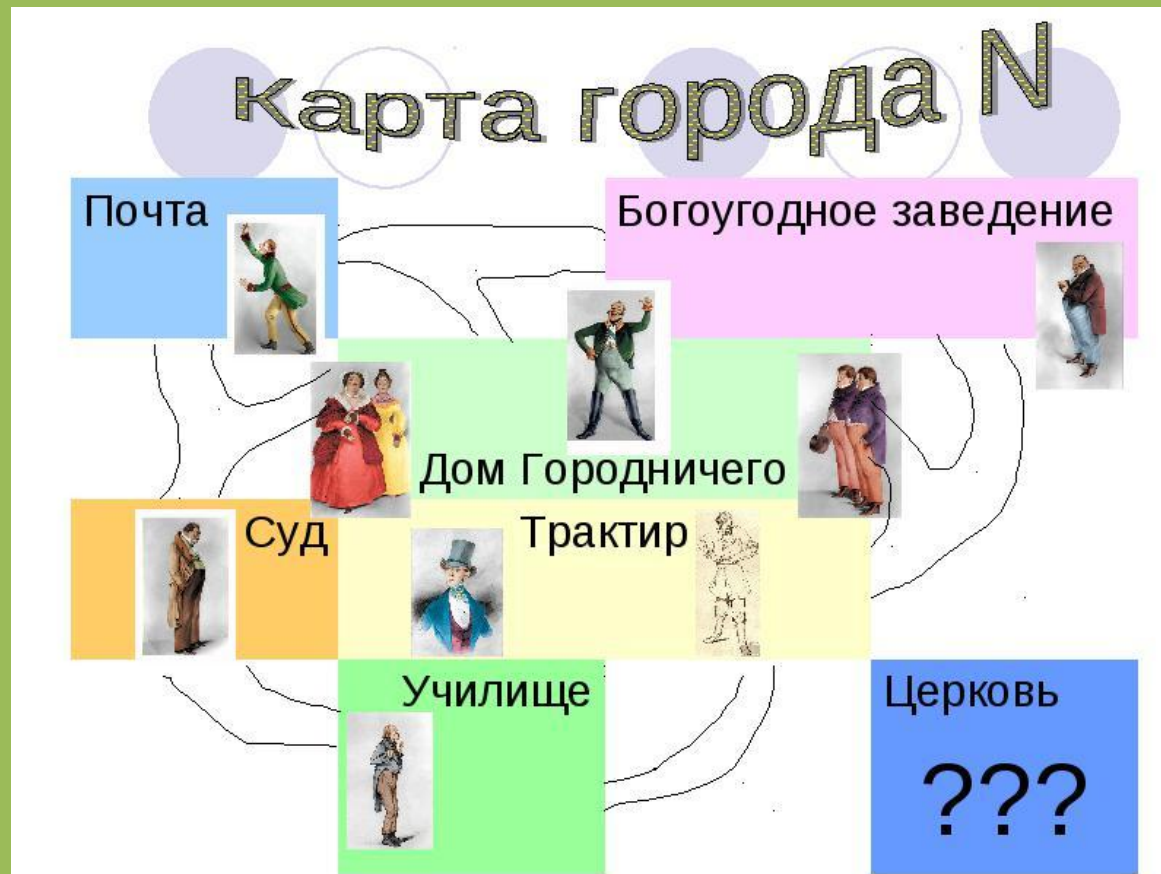 Карта города N
Почта
Богоугодное заведение
Дом Городничего
Суд
Трактир
Училище
Церковь
???